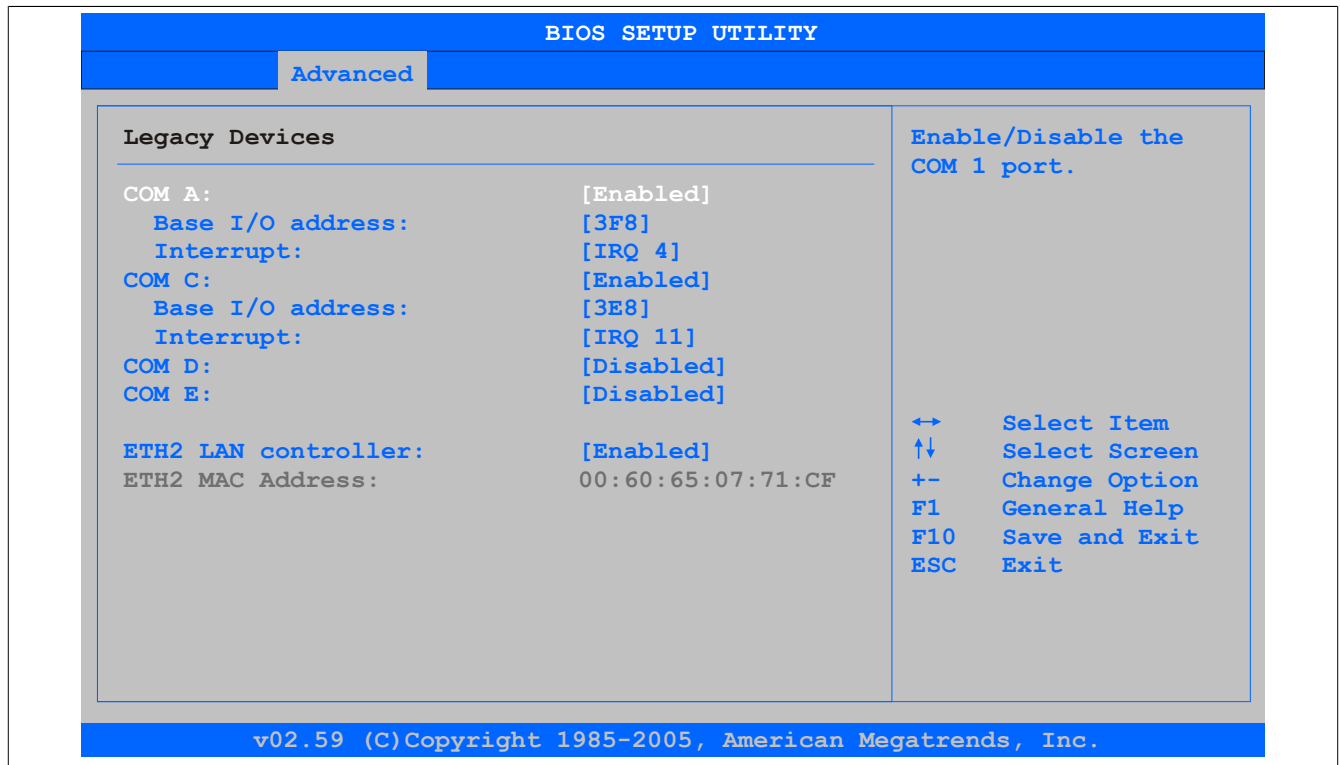 BIOS SETUP UTILITY
Advanced
Legacy Devices
COM A: [Enabled]
Base I/O address: [3F8]
Interrupt: [IRQ 4]
COM C: [Enabled]
Base I/O address: [3E8]
Interrupt: [IRQ 11]
COM D: [Disabled]
COM E: [Disabled]
ETH2 LAN controller: [Enabled]
ETH2 MAC Address: 00:60:65:07:71:CF
Enable/Disable the
COM 1 port.
↔ Select Item
↑↓ Select Screen
+- Change Option
F1 General Help
F10 Save and Exit
ESC Exit
v02.59 (C)Copyright 1985-2005, American Megatrends, Inc.